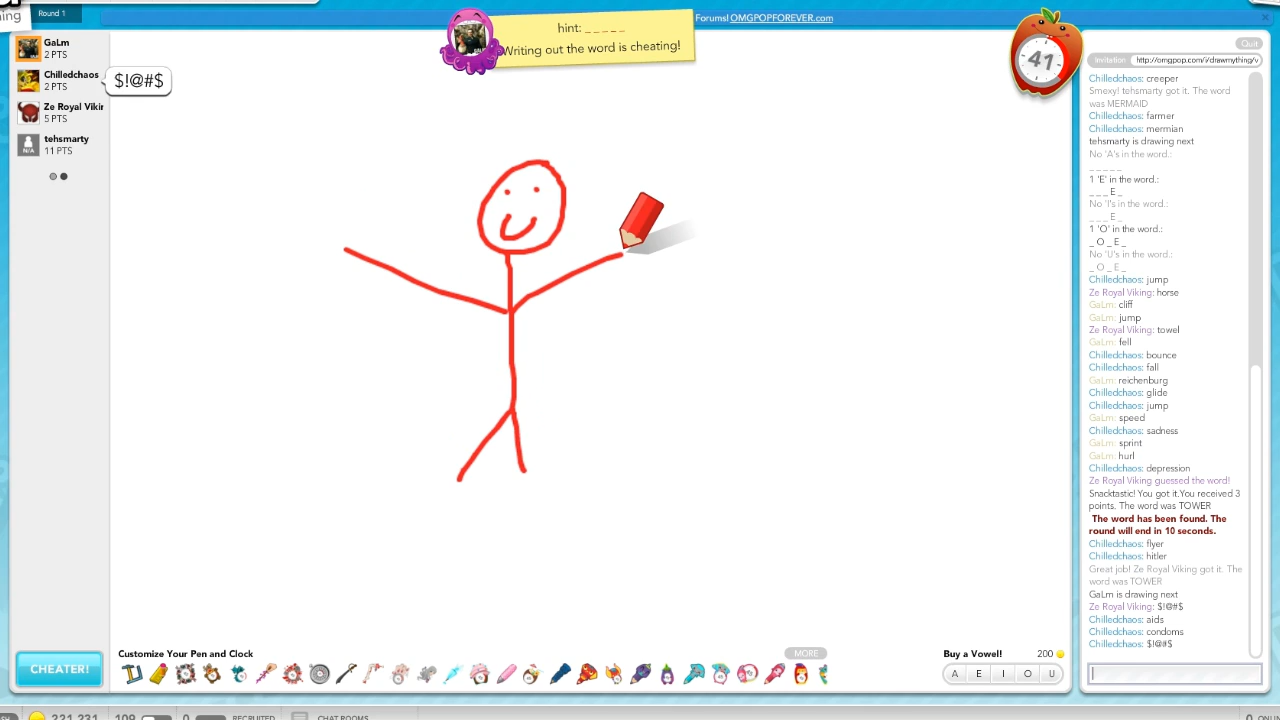 ning
Round 1
hint: _ _ _ _ _
Writing out the word is cheating!
Forums! OMGPOPFOREVER.com
GaLm
2 PTS
Chilledchaos
2 PTS
$!@#$
Ze Royal Vikir
5 PTS
tehsmarty
11 PTS
N/A
41
Quit
Invitation http://omgpop.com/i/drawmything/v
Chilledchaos: creeper
Smexy! tehsmarty got it. The word
was MERMAID
Chilledchaos: farmer
Chilledchaos: mermian
tehsmarty is drawing next
No 'A's in the word.:
_ _ _ _ _
1 'E' in the word.:
_ _ _ E _
No 'I's in the word.:
_ _ _ E _
1 'O' in the word.:
_ O _ E _
No 'U's in the word.:
_ O _ E _
Chilledchaos: jump
Ze Royal Viking: horse
GaLm: cliff
GaLm: jump
Ze Royal Viking: towel
GaLm: fell
Chilledchaos: bounce
Chilledchaos: fall
GaLm: reichenburg
Chilledchaos: glide
Chilledchaos: jump
GaLm: speed
Chilledchaos: sadness
GaLm: sprint
GaLm: hurl
Chilledchaos: depression
Ze Royal Viking guessed the word!
Snacktastic! You got it.You received 3
points. The word was TOWER
The word has been found. The
round will end in 10 seconds.
Chilledchaos: flyer
Chilledchaos: hitler
Great job! Ze Royal Viking got it. The
word was TOWER
GaLm is drawing next
Ze Royal Viking: $!@#$
Chilledchaos: aids
Chilledchaos: condoms
Chilledchaos: $!@#$
CHEATER!
Customize Your Pen and Clock
MORE
Buy a Vowel! 200
A E I O U
221,231 109 0 RECRUITED CHAT ROOMS 0